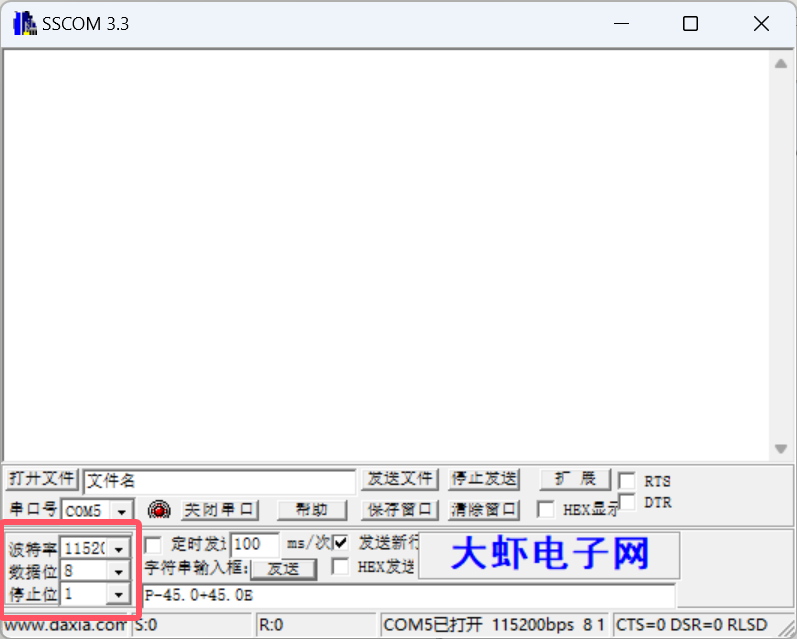 SSCOM 3.3
打开文件 文件名 发送文件 停止发送 扩 展 RTS
串口号 COM5 关闭串口 帮助 保存窗口 清除窗口 HEX显示 DTR
波特率 11520 定时发送 100 ms/次 发送新行
数据位 8 字符串输入框: 发送 HEX发送
停止位 1 P-45.0+45.0E
大虾电子网
www.daxia.com S:0 R:0 COM5已打开 115200bps 8 1 CTS=0 DSR=0 RLSD